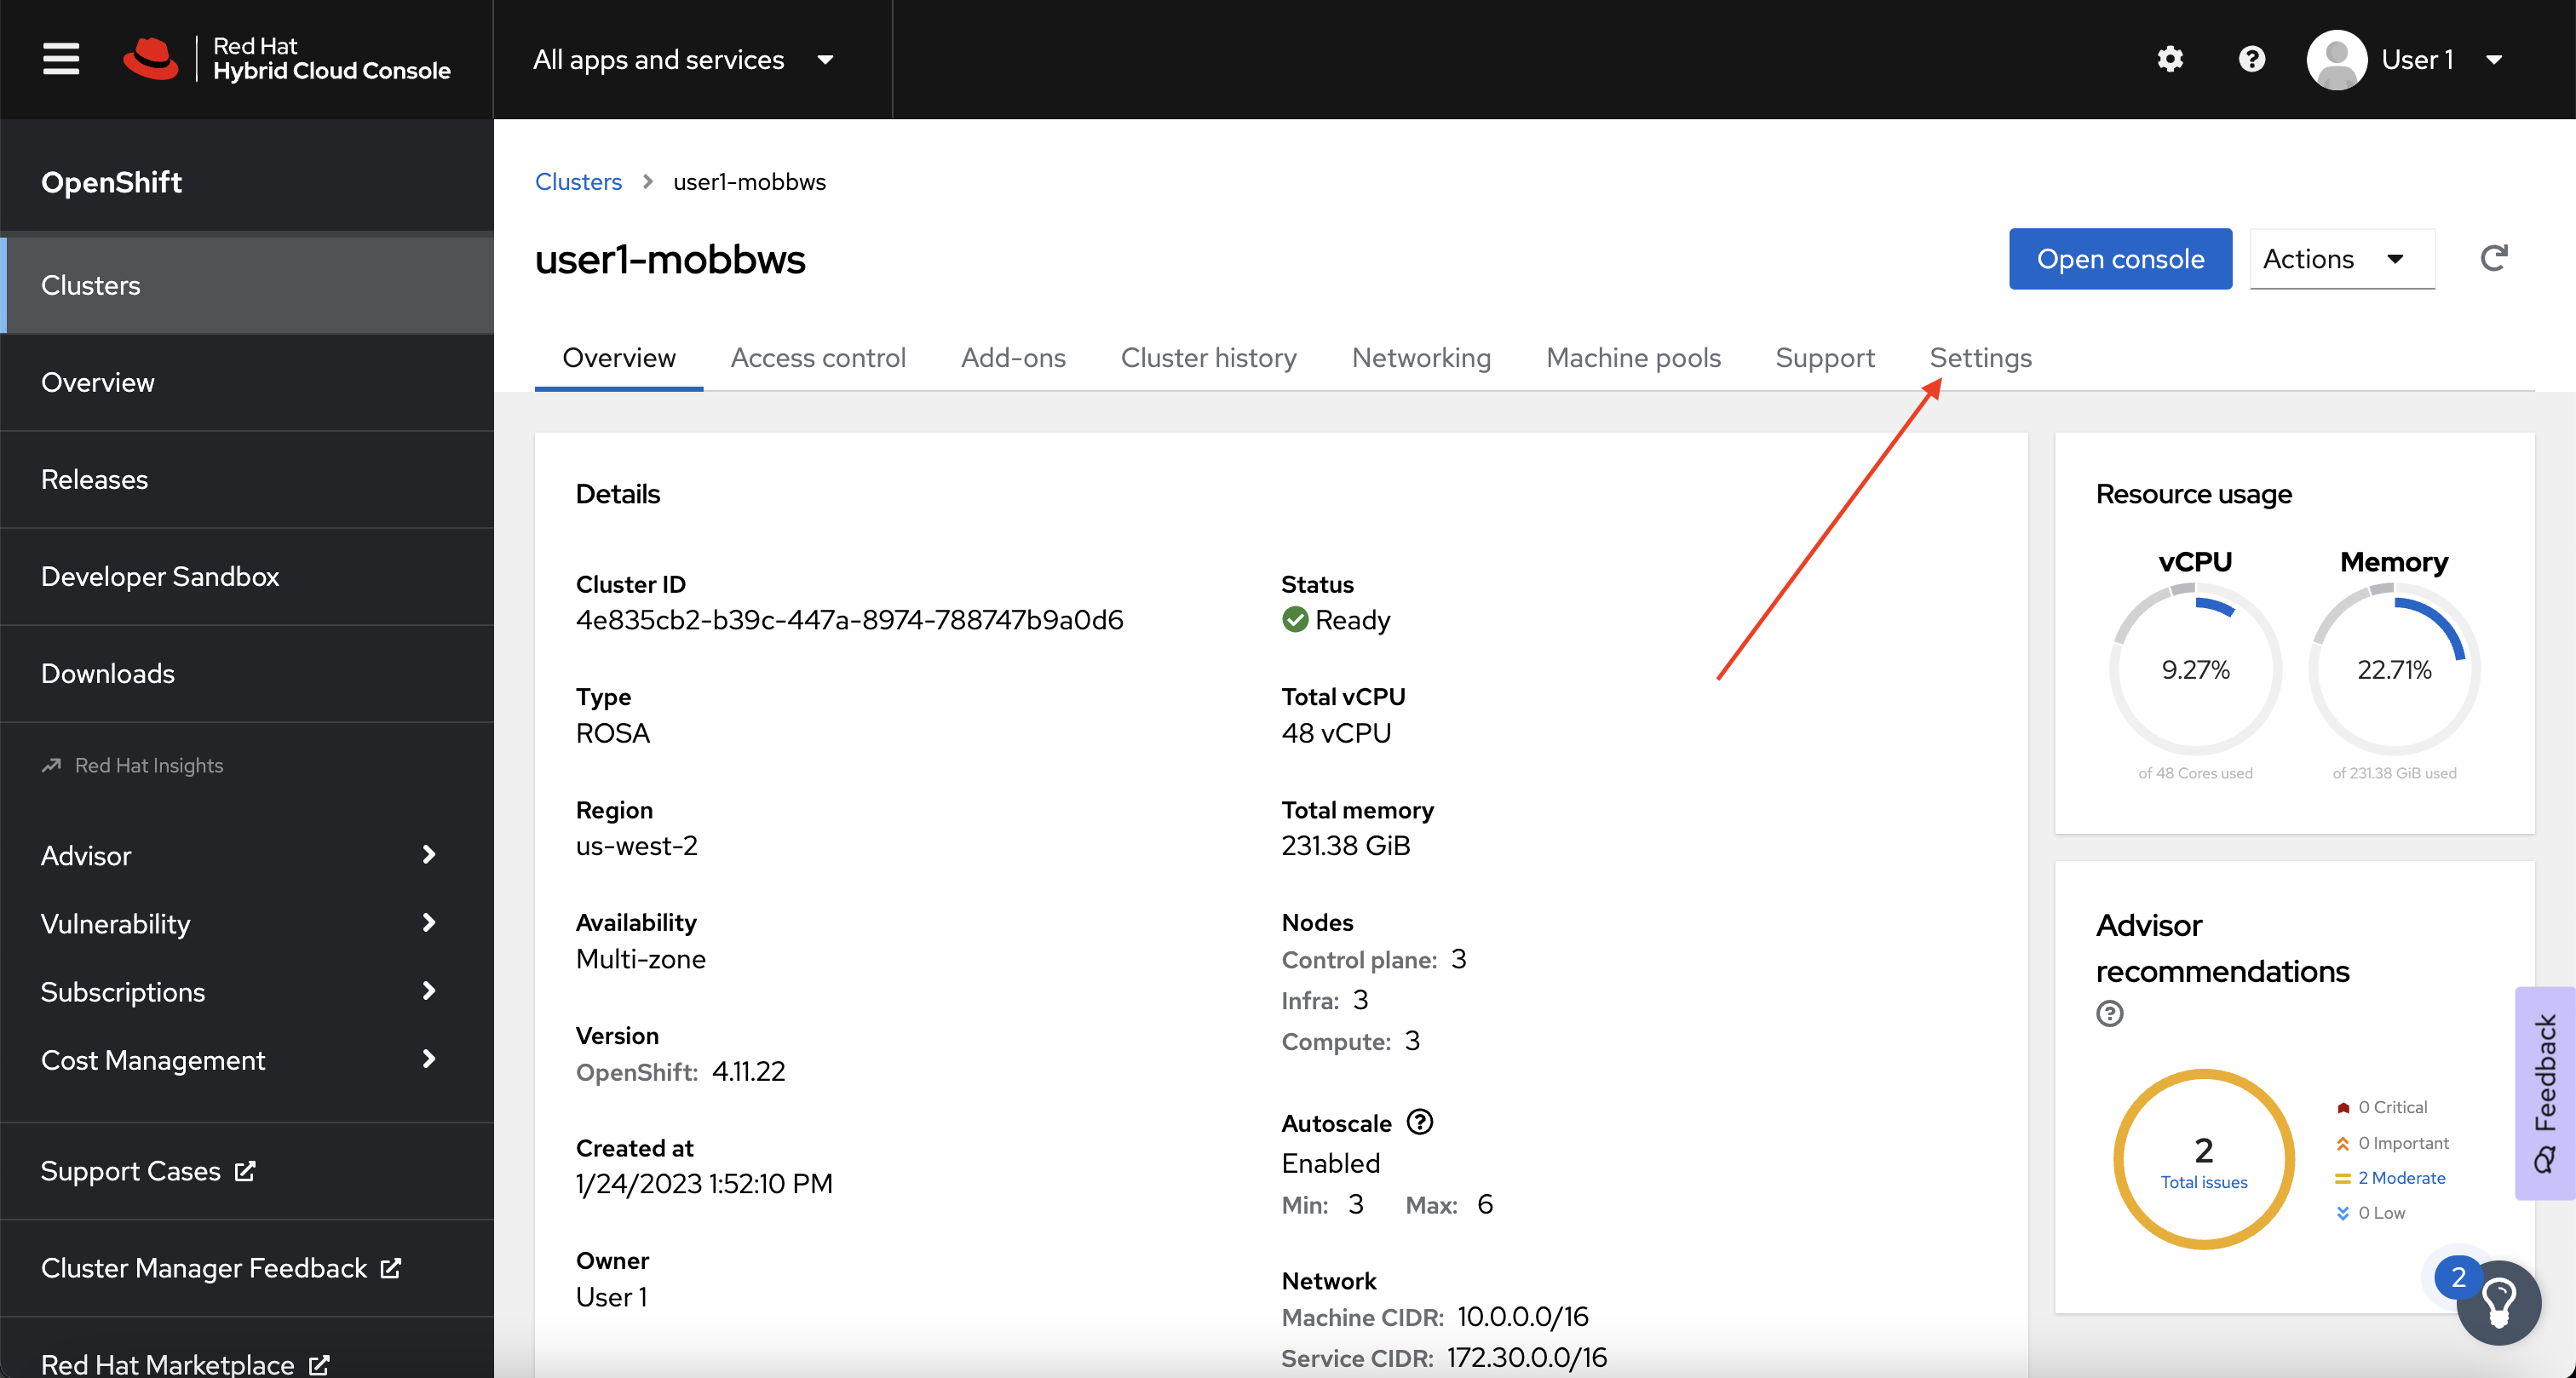 Red Hat
Hybrid Cloud Console
All apps and services
User 1
OpenShift
Clusters
Overview
Releases
Developer Sandbox
Downloads
Red Hat Insights
Advisor
Vulnerability
Subscriptions
Cost Management
Support Cases
Cluster Manager Feedback
Red Hat Marketplace
Clusters > user1-mobbws
user1-mobbws
Open console
Actions
Overview Access control Add-ons Cluster history Networking Machine pools Support Settings
Details
Cluster ID
4e835cb2-b39c-447a-8974-788747b9a0d6
Type
ROSA
Region
us-west-2
Availability
Multi-zone
Version
OpenShift: 4.11.22
Created at
1/24/2023 1:52:10 PM
Owner
User 1
Status
Ready
Total vCPU
48 vCPU
Total memory
231.38 GiB
Nodes
Control plane: 3
Infra: 3
Compute: 3
Autoscale
Enabled
Min: 3 Max: 6
Network
Machine CIDR: 10.0.0.0/16
Service CIDR: 172.30.0.0/16
Resource usage
vCPU
9.27%
of 48 Cores used
Memory
22.71%
of 231.38 GiB used
Advisor
recommendations
2
Total issues
0 Critical
0 Important
2 Moderate
0 Low
Feedback
2